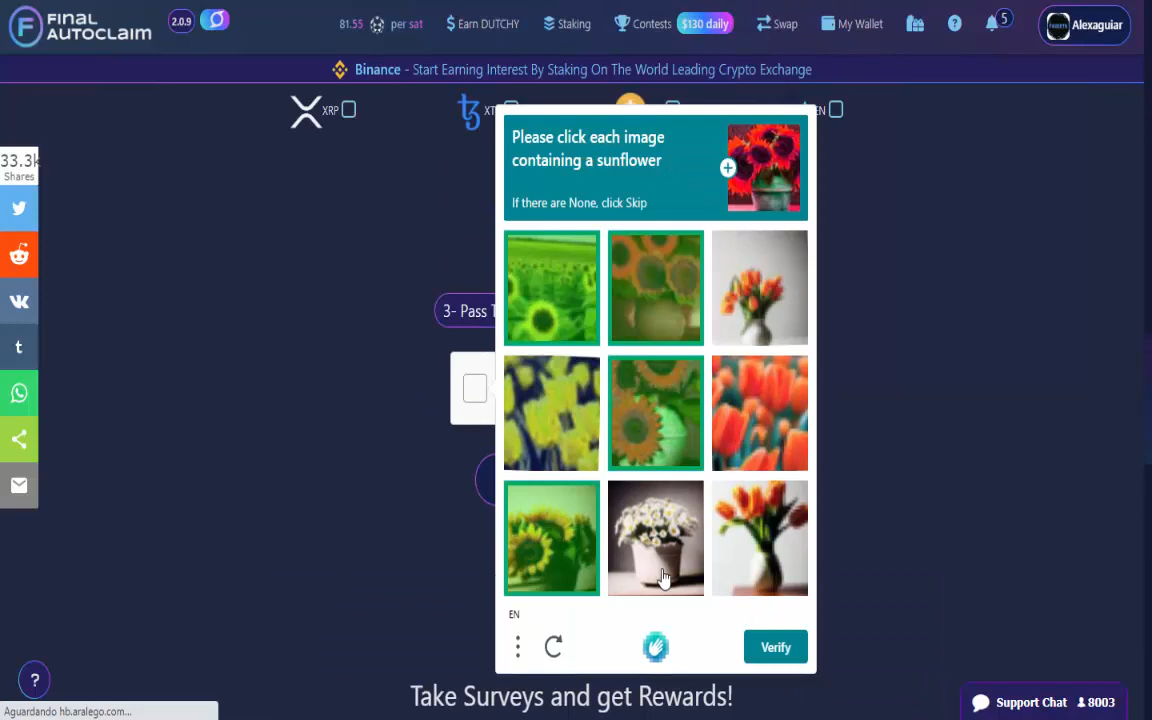 FINAL
AUTOCLAIM
2.0.9
81.55 per sat
Earn DUTCHY
Staking
Contests
$130 daily
Swap
My Wallet
5
Alexaguiar
Binance - Start Earning Interest By Staking On The World Leading Crypto Exchange
XRP
33.3k
Shares
Please click each image
containing a sunflower
If there are None, click Skip
3- Pass
EN
Verify
Take Surveys and get Rewards!
Support Chat 8003
Aguardando hb.aralego.com...